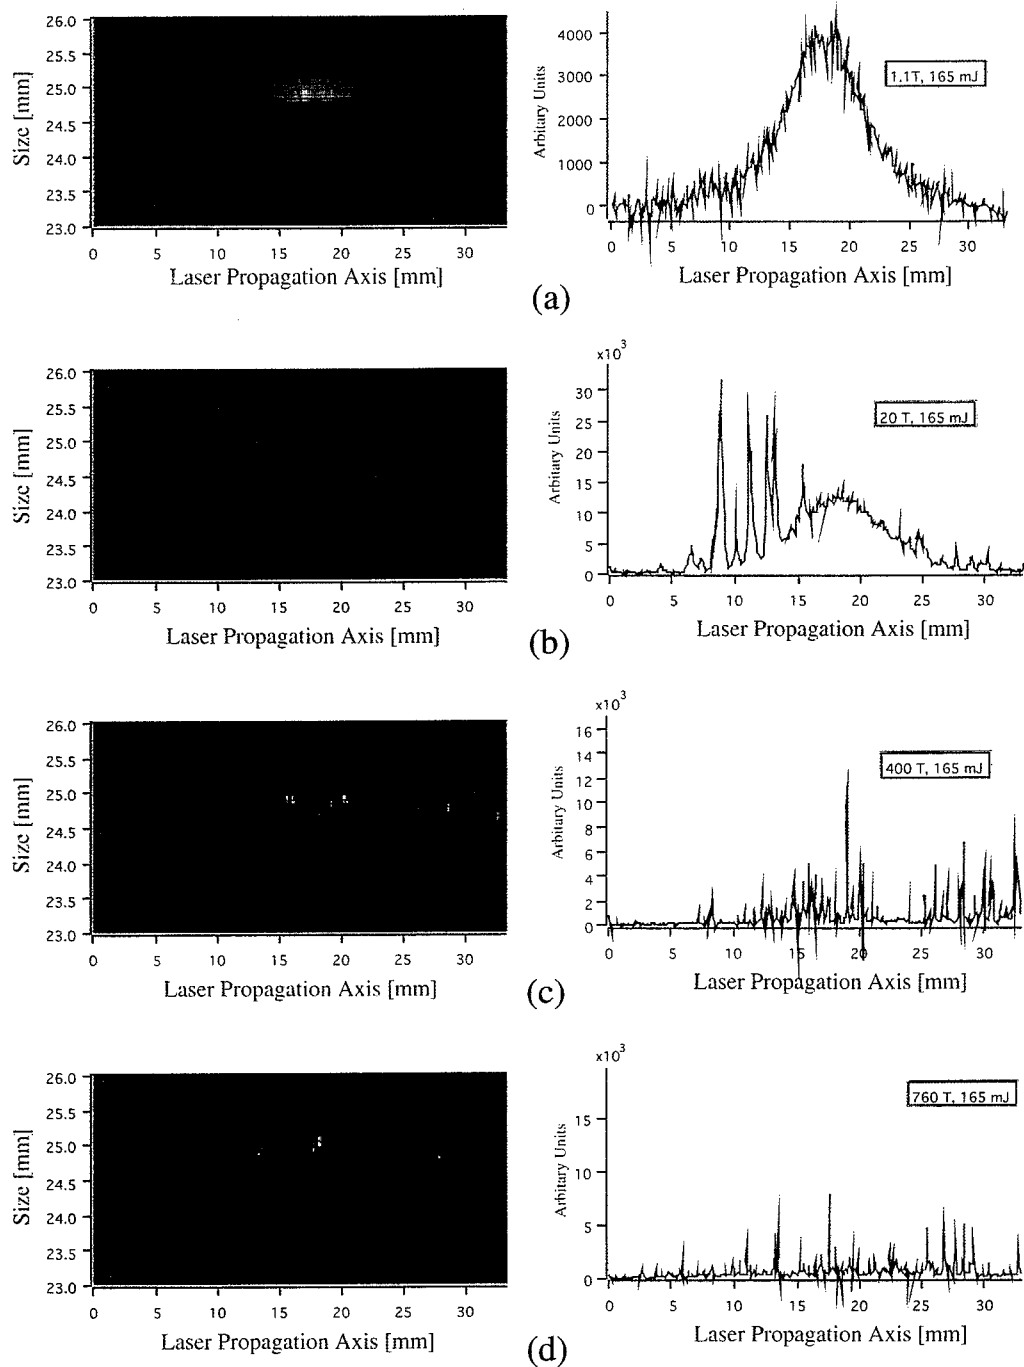 26.0
25.5
25.0
24.5
24.0
23.5
23.0
Size [mm]
0 5 10 15 20 25 30
Laser Propagation Axis [mm]
4000
3000
2000
1000
0
Arbitary Units
1.1T, 165 mJ
0 5 10 15 20 25 30
Laser Propagation Axis [mm]
(a)
26.0
25.5
25.0
24.5
24.0
23.5
23.0
Size [mm]
0 5 10 15 20 25 30
Laser Propagation Axis [mm]
x10³
30
25
20
15
10
5
0
Arbitary Units
20 T, 165 mJ
0 5 10 15 20 25 30
Laser Propagation Axis [mm]
(b)
26.0
25.5
25.0
24.5
24.0
23.5
23.0
Size [mm]
0 5 10 15 20 25 30
Laser Propagation Axis [mm]
x10³
16
14
12
10
8
6
4
2
0
Arbitary Units
400 T, 165 mJ
0 5 10 15 20 25 30
Laser Propagation Axis [mm]
(c)
26.0
25.5
25.0
24.5
24.0
23.5
23.0
Size [mm]
0 5 10 15 20 25 30
Laser Propagation Axis [mm]
x10³
15
10
5
0
Arbitary Units
760 T, 165 mJ
0 5 10 15 20 25 30
Laser Propagation Axis [mm]
(d)